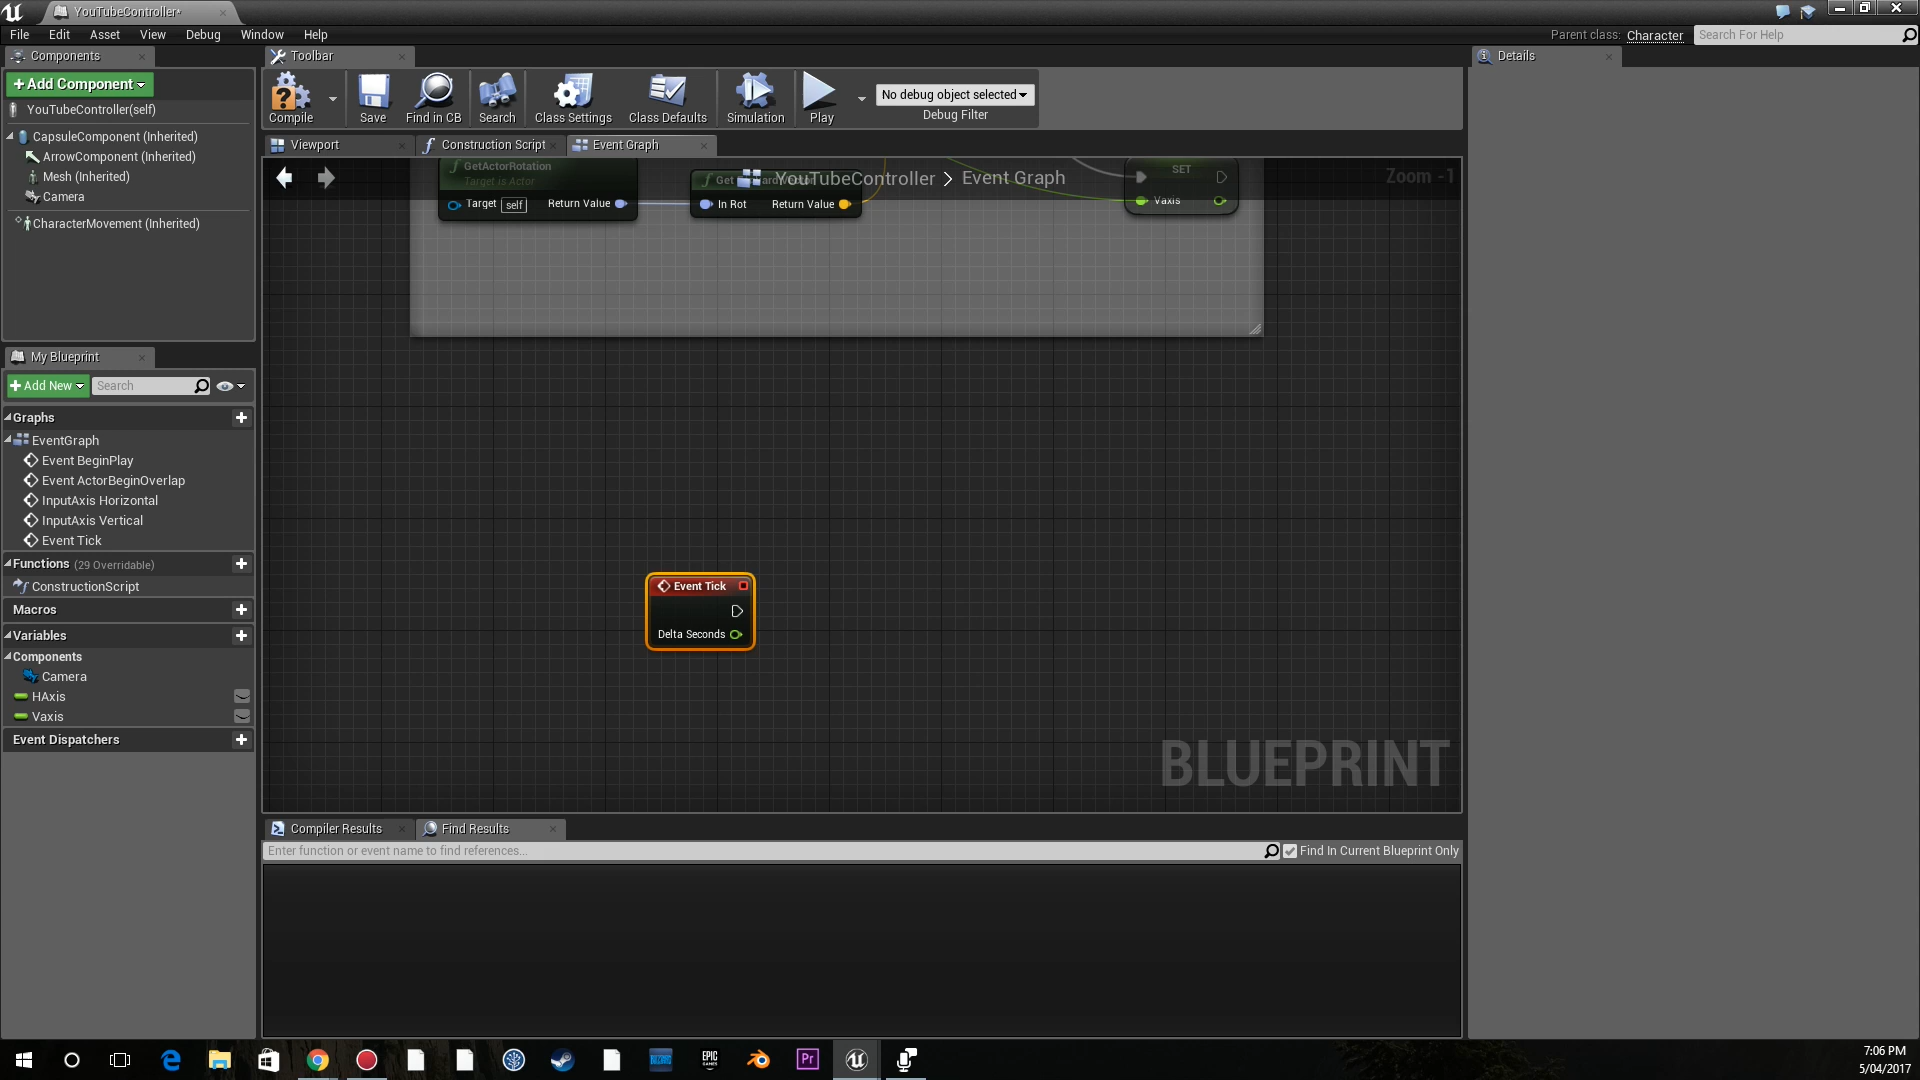 YouTubeController*
File Edit Asset View Debug Window Help
Parent class: Character
Search For Help
Components
Toolbar
Details
Add Component
YouTubeController(self)
CapsuleComponent (Inherited)
ArrowComponent (Inherited)
Mesh (Inherited)
Camera
CharacterMovement (Inherited)
Compile
Save
Find in CB
Search
Class Settings
Class Defaults
Simulation
Play
No debug object selected
Debug Filter
Viewport
Construction Script
Event Graph
GetActorRotation
Target is Actor
Target self Return Value
Get
In Rot Return Value
YouTubeController > Event Graph
SET
Vaxis
Zoom -1
My Blueprint
Add New
Search
Graphs
EventGraph
Event BeginPlay
Event ActorBeginOverlap
InputAxis Horizontal
InputAxis Vertical
Event Tick
Functions (29 Overridable)
ConstructionScript
Macros
Variables
Components
Camera
HAxis
Vaxis
Event Dispatchers
Event Tick
Delta Seconds
BLUEPRINT
Compiler Results
Find Results
Enter function or event name to find references...
Find In Current Blueprint Only
EPIC
GAMES
Pr
7:06 PM
5/04/2017